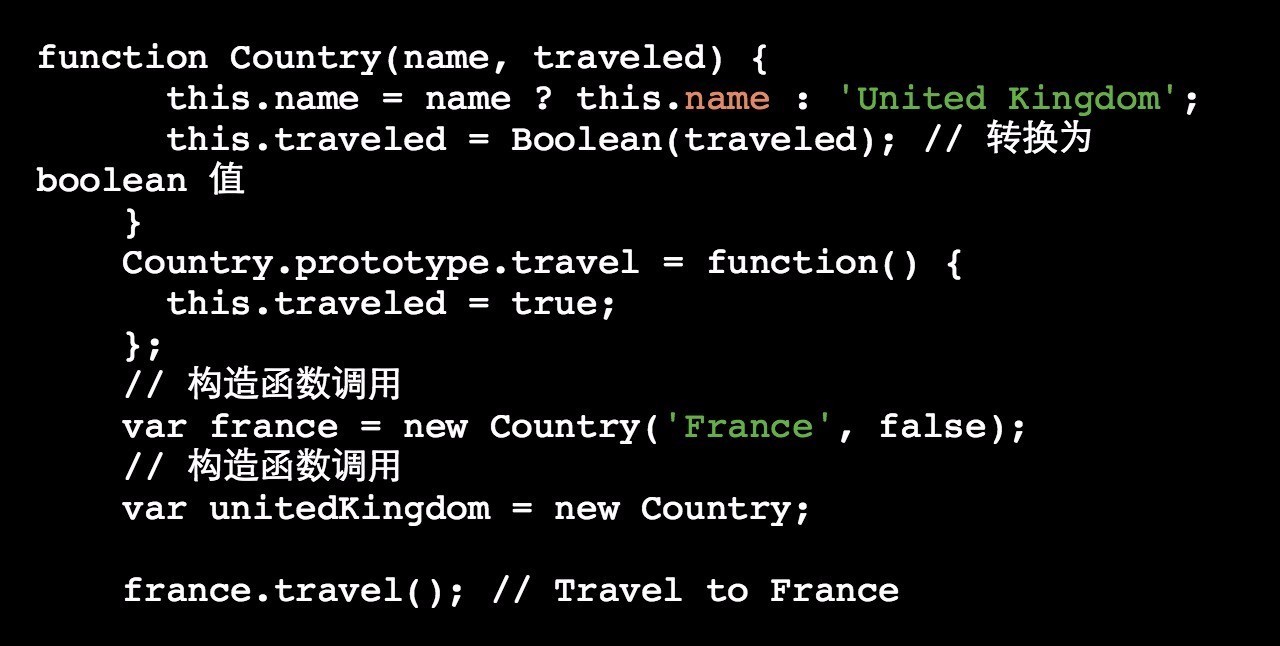 function Country(name, traveled) {
this.name = name ? this.name : 'United Kingdom';
this.traveled = Boolean(traveled); // 转换为
boolean 值
}
Country.prototype.travel = function() {
this.traveled = true;
};
// 构造函数调用
var france = new Country('France', false);
// 构造函数调用
var unitedKingdom = new Country;
france.travel(); // Travel to France